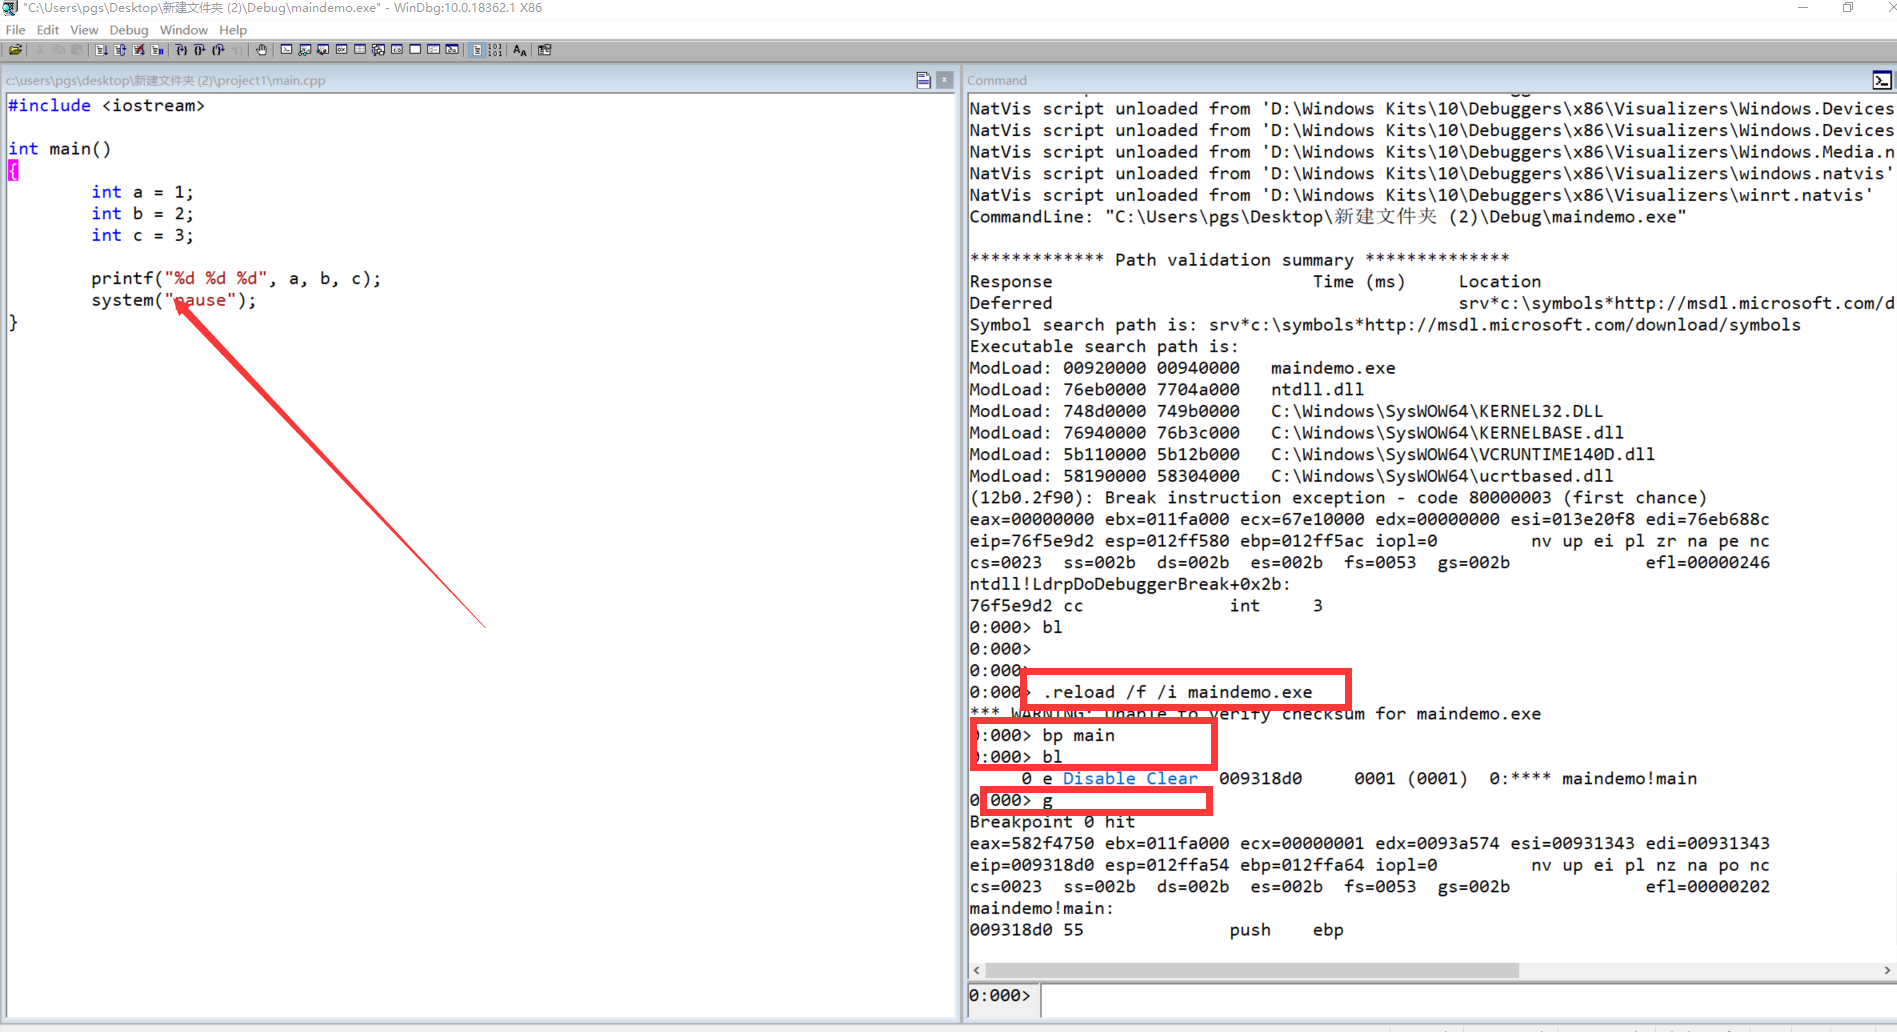 "C:\Users\pgs\Desktop\新建文件夹 (2)\Debug\maindemo.exe" - WinDbg:10.0.18362.1 X86
File Edit View Debug Window Help
c:\users\pgs\desktop\新建文件夹 (2)\project1\main.cpp
#include <iostream>
int main()
{
int a = 1;
int b = 2;
int c = 3;
printf("%d %d %d", a, b, c);
system("pause");
}
Command
NatVis script unloaded from 'D:\Windows Kits\10\Debuggers\x86\Visualizers\Windows.Devices
NatVis script unloaded from 'D:\Windows Kits\10\Debuggers\x86\Visualizers\Windows.Devices
NatVis script unloaded from 'D:\Windows Kits\10\Debuggers\x86\Visualizers\Windows.Media.n
NatVis script unloaded from 'D:\Windows Kits\10\Debuggers\x86\Visualizers\windows.natvis'
NatVis script unloaded from 'D:\Windows Kits\10\Debuggers\x86\Visualizers\winrt.natvis'
CommandLine: "C:\Users\pgs\Desktop\新建文件夹 (2)\Debug\maindemo.exe"
************* Path validation summary **************
Response Time (ms) Location
Deferred srv*c:\symbols*http://msdl.microsoft.com/d
Symbol search path is: srv*c:\symbols*http://msdl.microsoft.com/download/symbols
Executable search path is:
ModLoad: 00920000 00940000 maindemo.exe
ModLoad: 76eb0000 7704a000 ntdll.dll
ModLoad: 748d0000 749b0000 C:\Windows\SysWOW64\KERNEL32.DLL
ModLoad: 76940000 76b3c000 C:\Windows\SysWOW64\KERNELBASE.dll
ModLoad: 5b110000 5b12b000 C:\Windows\SysWOW64\VCRUNTIME140D.dll
ModLoad: 58190000 58304000 C:\Windows\SysWOW64\ucrtbased.dll
(12b0.2f90): Break instruction exception - code 80000003 (first chance)
eax=00000000 ebx=011fa000 ecx=67e10000 edx=00000000 esi=013e20f8 edi=76eb688c
eip=76f5e9d2 esp=012ff580 ebp=012ff5ac iopl=0 nv up ei pl zr na pe nc
cs=0023 ss=002b ds=002b es=002b fs=0053 gs=002b efl=00000246
ntdll!LdrpDoDebuggerBreak+0x2b:
76f5e9d2 cc int 3
0:000> bl
0:000>
0:000>
0:000> .reload /f /i maindemo.exe
*** WARNING: Unable to verify checksum for maindemo.exe
0:000> bp main
0:000> bl
0 e Disable Clear 009318d0 0001 (0001) 0:**** maindemo!main
0:000> g
Breakpoint 0 hit
eax=582f4750 ebx=011fa000 ecx=00000001 edx=0093a574 esi=00931343 edi=00931343
eip=009318d0 esp=012ffa54 ebp=012ffa64 iopl=0 nv up ei pl nz na po nc
cs=0023 ss=002b ds=002b es=002b fs=0053 gs=002b efl=00000202
maindemo!main:
009318d0 55 push ebp
0:000>